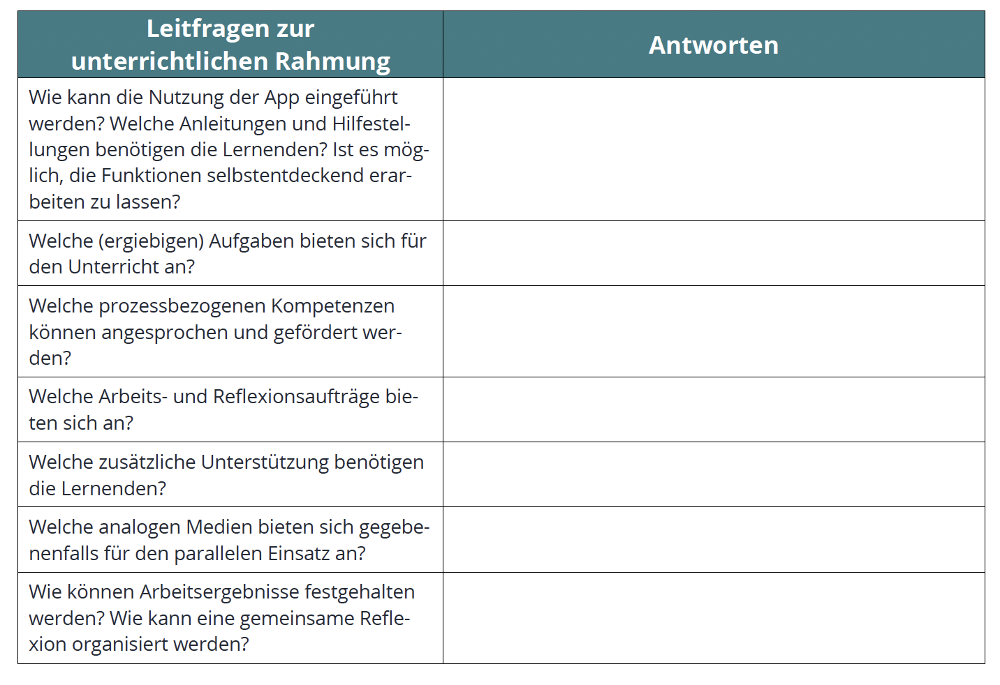 Leitfragen zur
unterrichtlichen Rahmung
Antworten
Wie kann die Nutzung der App eingeführt
werden? Welche Anleitungen und Hilfestel-
lungen benötigen die Lernenden? Ist es mög-
lich, die Funktionen selbstentdeckend erar-
beiten zu lassen?
Welche (ergiebigen) Aufgaben bieten sich für
den Unterricht an?
Welche prozessbezogenen Kompetenzen
können angesprochen und gefördert wer-
den?
Welche Arbeits- und Reflexionsaufträge bie-
ten sich an?
Welche zusätzliche Unterstützung benötigen
die Lernenden?
Welche analogen Medien bieten sich gegebe-
nenfalls für den parallelen Einsatz an?
Wie können Arbeitsergebnisse festgehalten
werden? Wie kann eine gemeinsame Refle-
xion organisiert werden?